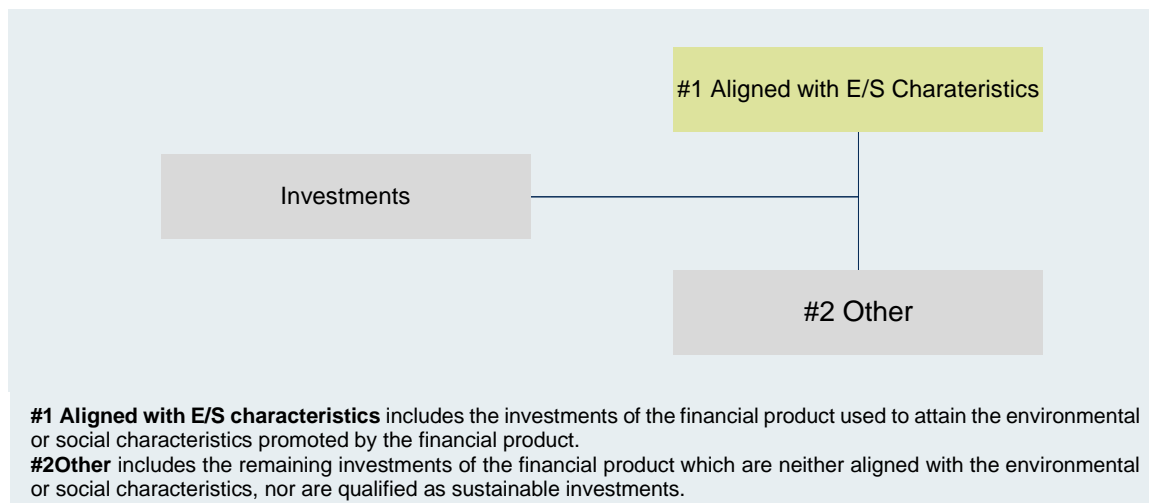 #1 Aligned with E/S Charateristics
Investments
#2 Other
#1 Aligned with E/S characteristics includes the investments of the financial product used to attain the environmental
or social characteristics promoted by the financial product.
#2Other includes the remaining investments of the financial product which are neither aligned with the environmental
or social characteristics, nor are qualified as sustainable investments.